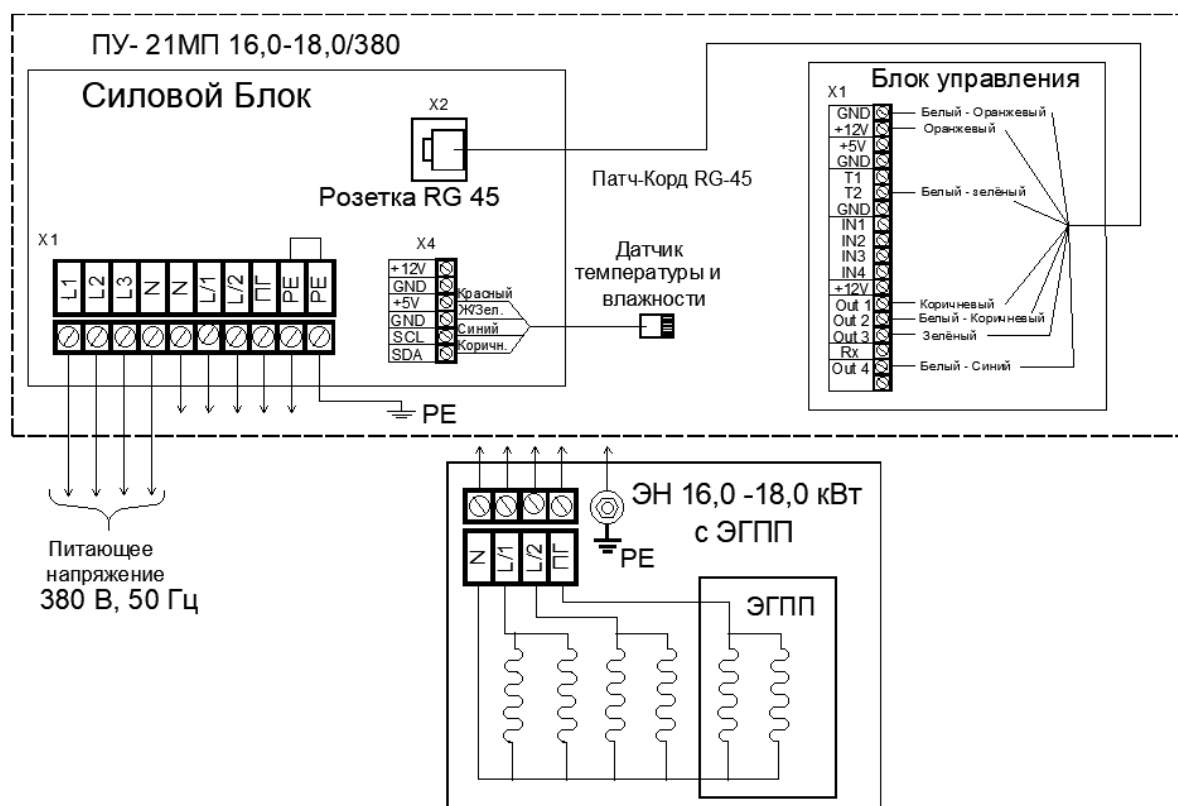 ПУ- 21МП 16,0-18,0/380
Силовой Блок
X2
Розетка RG 45
X1
L1
L2
L3
N
N
L/1
L/2
ПГ
PE
PE
X4
+12V
GND
+5V
GND
SCL
SDA
Красный
Ж/Зел.
Синий
Коричн.
Датчик
температуры и
влажности
Патч-Корд RG-45
PE
Блок управления
X1
GND
+12V
+5V
GND
T1
T2
GND
IN1
IN2
IN3
IN4
+12V
Out 1
Out 2
Out 3
Rx
Out 4
Белый - Оранжевый
Оранжевый
Белый - зелёный
Коричневый
Белый - Коричневый
Зелёный
Белый - Синий
Питающее
напряжение
380 В, 50 Гц
ЭН 16,0 -18,0 кВт
с ЭГПП
PE
N
L/1
L/2
ПГ
ЭГПП